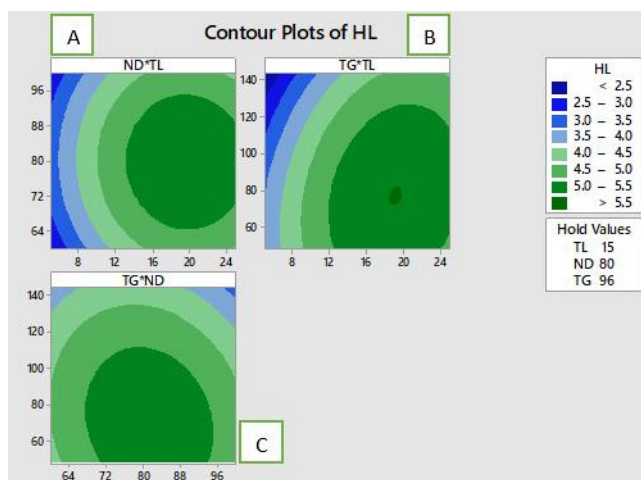 A
Contour Plots of HL
B
ND*TL
96
88
80
72
64
8 12 16 20 24
TG*TL
140
120
100
80
60
8 12 16 20 24
HL
< 2.5
2.5 – 3.0
3.0 – 3.5
3.5 – 4.0
4.0 – 4.5
4.5 – 5.0
5.0 – 5.5
> 5.5
Hold Values
TL 15
ND 80
TG 96
TG*ND
140
120
100
80
60
64 72 80 88 96
C